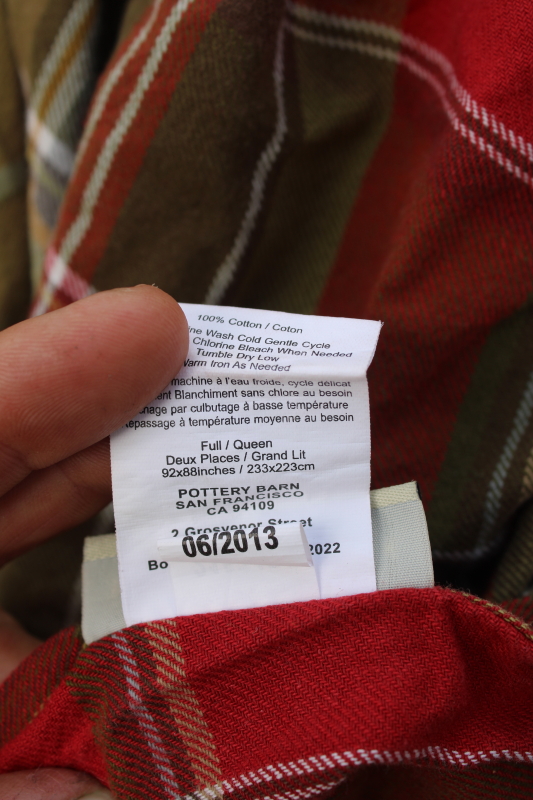 100% Cotton / Coton
Wash Cold Gentle Cycle
Chlorine Bleach When Needed
Tumble Dry Low
Warm Iron As Needed
machine à l'eau froide, cycle délicat
Blanchiment sans chlore au besoin
par culbutage à basse température
Repassage à température moyenne au besoin
Full / Queen
Deux Places / Grand Lit
92x88inches / 233x223cm
POTTERY BARN
SAN FRANCISCO
CA 94109
2 Grosvenor Street
06/2013
Bo 2022